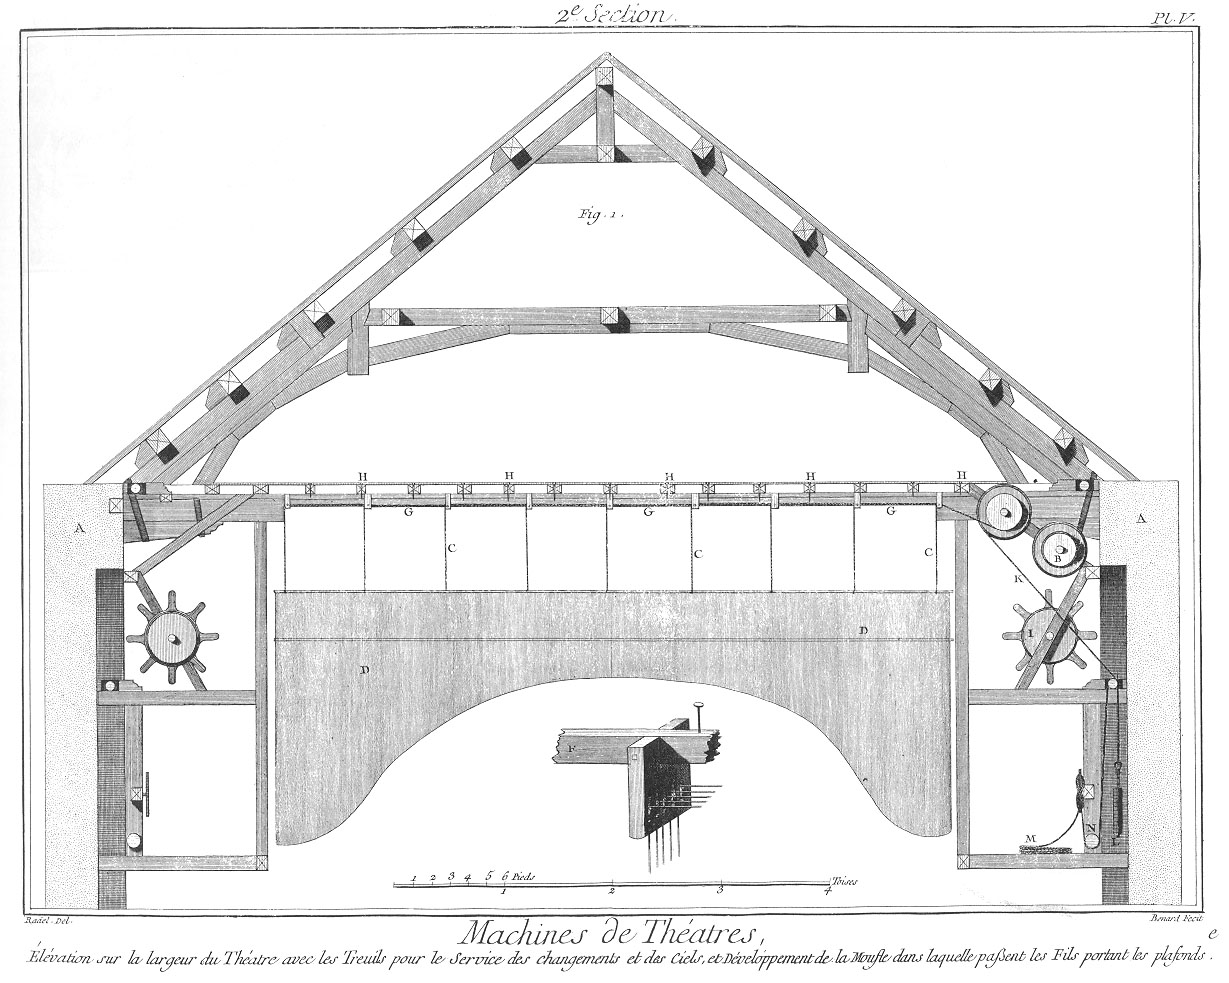 2e. Section.
Pl. V.
Fig. 1.
H H H H H
A G G G A
C C C B
K
I
D
D
F
M N
L
1 2 3 4 5 6 Pieds
1 2 3 4 Toises
Radel. Del.
Benard Fecit
Machines de Théatres,
e
Élévation sur la largeur du Théatre avec les Treuils pour le Service des changements et des Ciels, et Développement de la Moufle dans laquelle paſsent les Fils portant les plafonds.